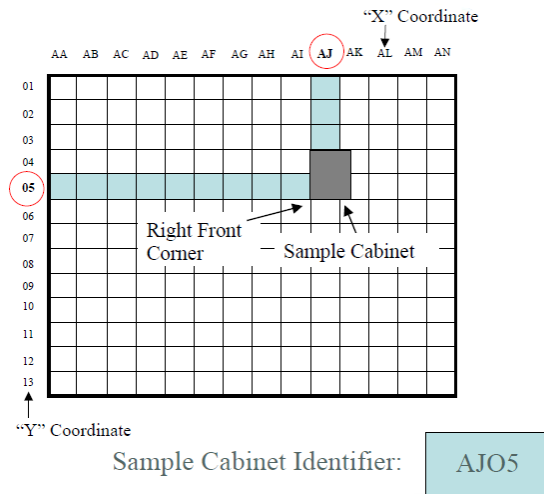 “X” Coordinate
AA AB AC AD AE AF AG AH AI AJ AK AL AM AN
01
02
03
04
05
06
07
08
09
10
11
12
13
Right Front
Corner
Sample Cabinet
“Y” Coordinate
Sample Cabinet Identifier: AJO5